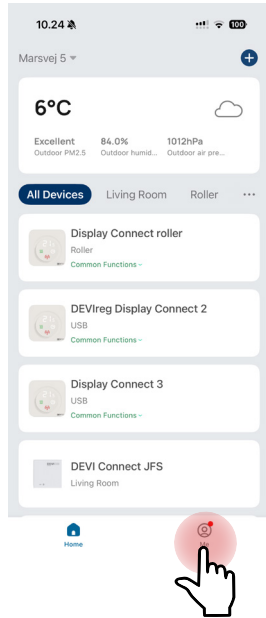 10.24
100
Marsvej 5
6°C
Excellent 84.0% 1012hPa
Outdoor PM2.5 Outdoor humid... Outdoor air pre...
All Devices Living Room Roller ...
Display Connect roller
Roller
Common Functions
DEVIreg Display Connect 2
USB
Common Functions
Display Connect 3
USB
Common Functions
DEVI Connect JFS
Living Room
Home Me